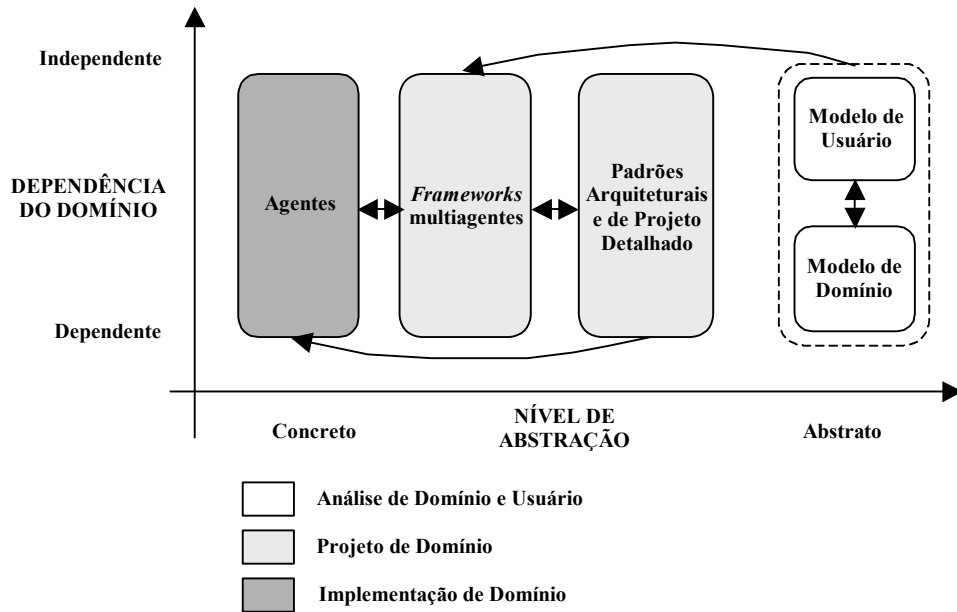 Independente
DEPENDÊNCIA
DO DOMÍNIO
Dependente
Agentes
Frameworks
multiagentes
Padrões
Arquiteturais
e de Projeto
Detalhado
Modelo de
Usuário
Modelo de
Domínio
Concreto
NÍVEL DE
ABSTRAÇÃO
Abstrato
Análise de Domínio e Usuário
Projeto de Domínio
Implementação de Domínio